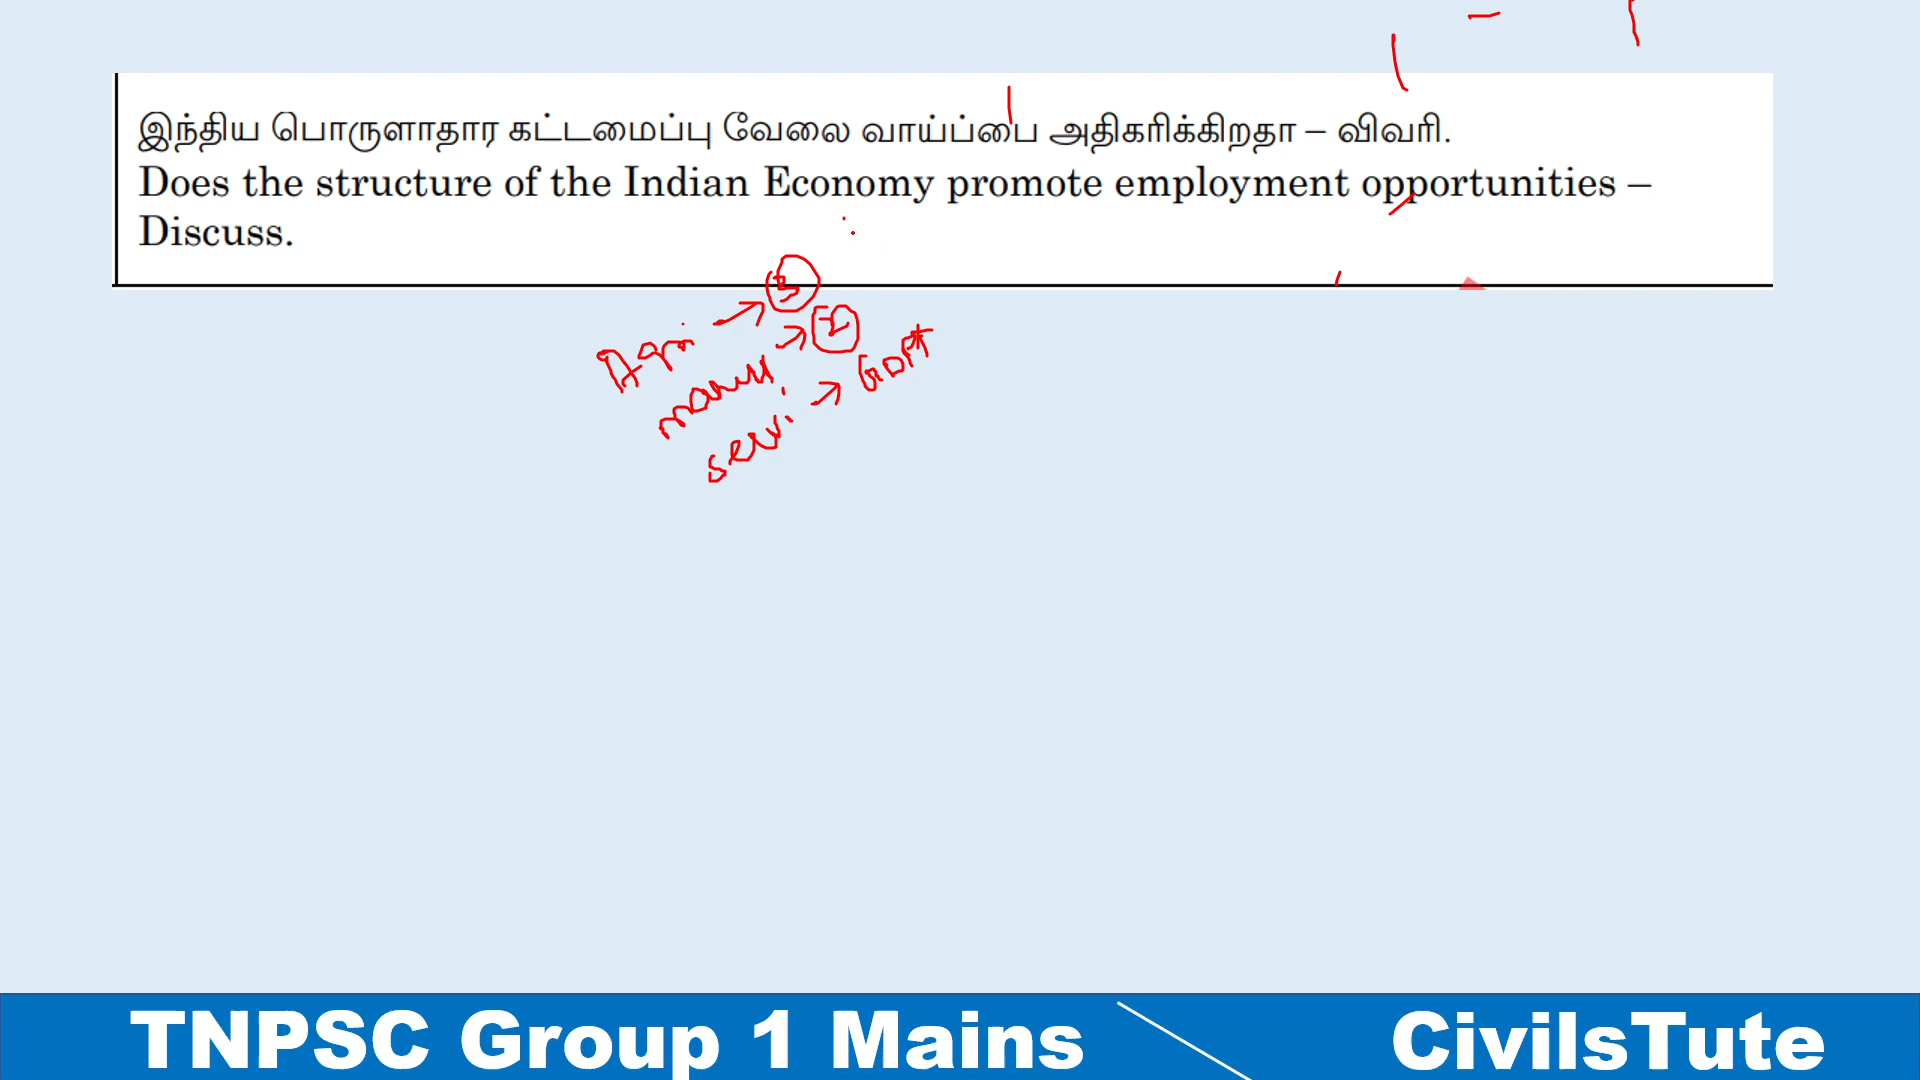 இந்திய பொருளாதார கட்டமைப்பு வேலை வாய்ப்பை அதிகரிக்கிறதா – விவரி.
Does the structure of the Indian Economy promote employment opportunities –
Discuss.
Agri →
manu. →
serv. → GDP↑
TNPSC Group 1 Mains
CivilsTute